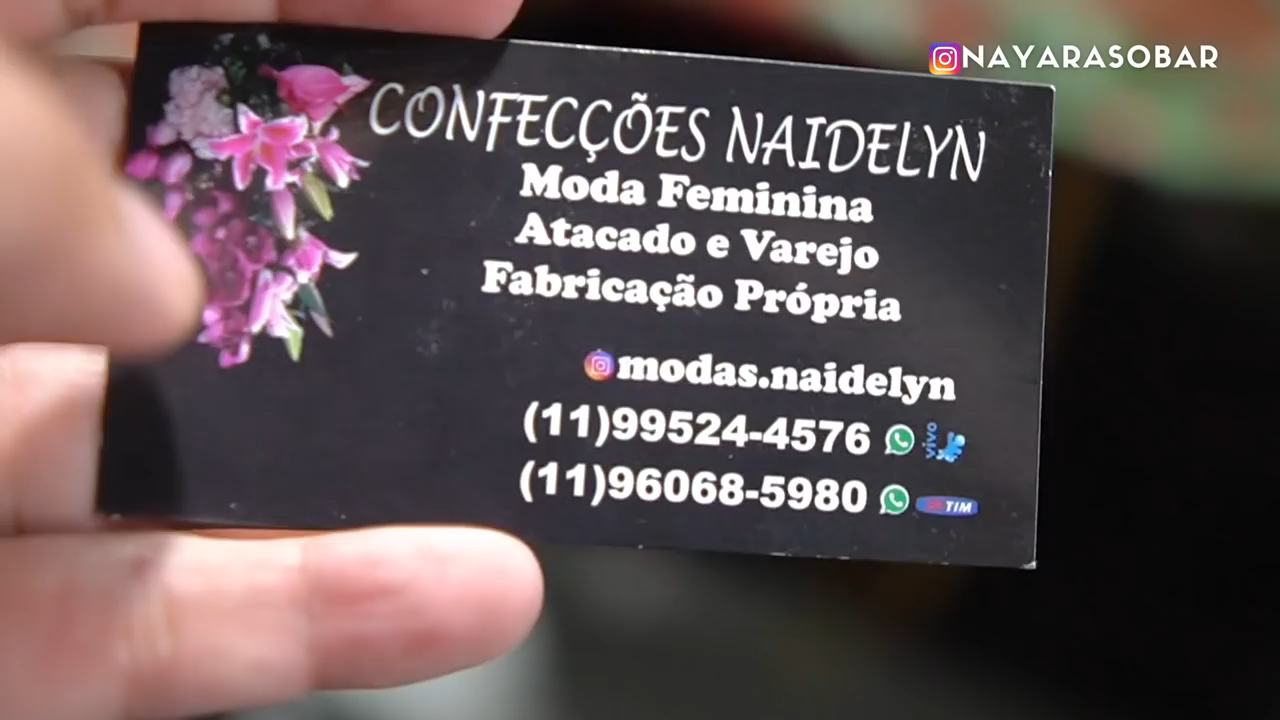 NAYARASOBAR
CONFECÇÕES NAIDELYN
Moda Feminina
Atacado e Varejo
Fabricação Própria
modas.naidelyn
(11)99524-4576 vivo
(11)96068-5980 TIM